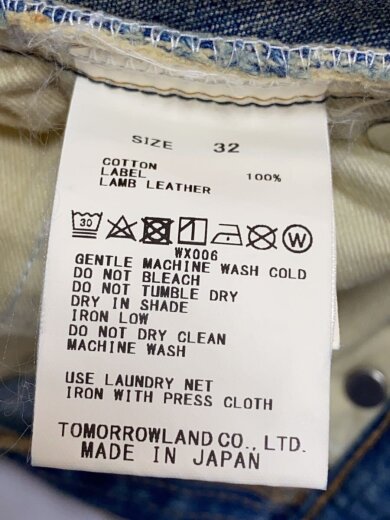 SIZE 32
COTTON 100%
LABEL
LAMB LEATHER
30 W
WX006
GENTLE MACHINE WASH COLD
DO NOT BLEACH
DO NOT TUMBLE DRY
DRY IN SHADE
IRON LOW
DO NOT DRY CLEAN
MACHINE WASH
USE LAUNDRY NET
IRON WITH PRESS CLOTH
TOMORROWLAND CO., LTD.
MADE IN JAPAN